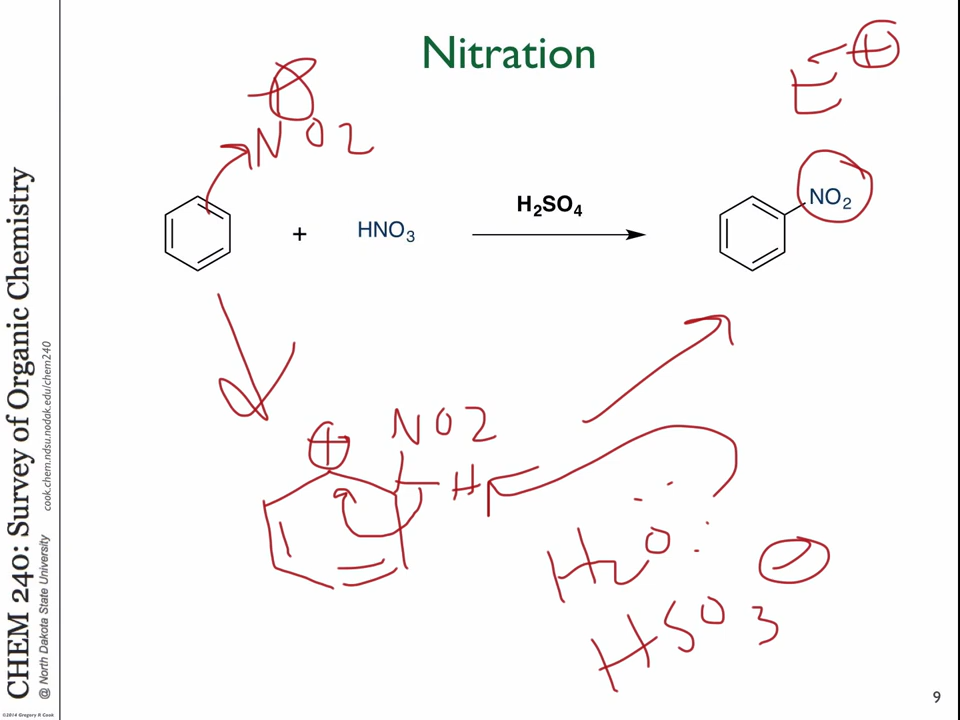 Nitration
E +
+
NO2
NO2
+
HNO3
H2SO4
NO2
+
H
H2O:
−
HSO3
CHEM 240: Survey of Organic Chemistry
@ North Dakota State University
cook.chem.ndsu.nodak.edu/chem240
©2014 Gregory R Cook
9